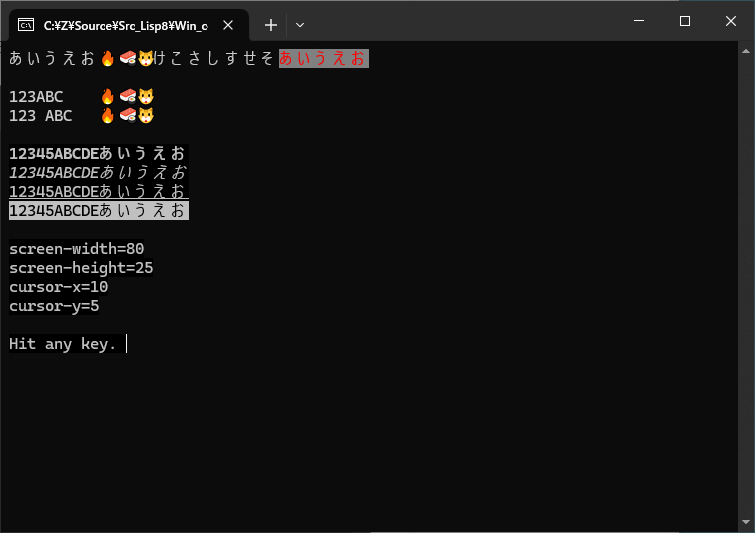 C:¥Z¥Source¥Src_Lisp8¥Win_o
あいうえお🔥🍣🐱けこさしすせそあいうえお
123ABC    🔥🍣🐱
123 ABC   🔥🍣🐱
12345ABCDEあいうえお
12345ABCDEあいうえお
12345ABCDEあいうえお
12345ABCDEあいうえお
screen-width=80
screen-height=25
cursor-x=10
cursor-y=5
Hit any key.